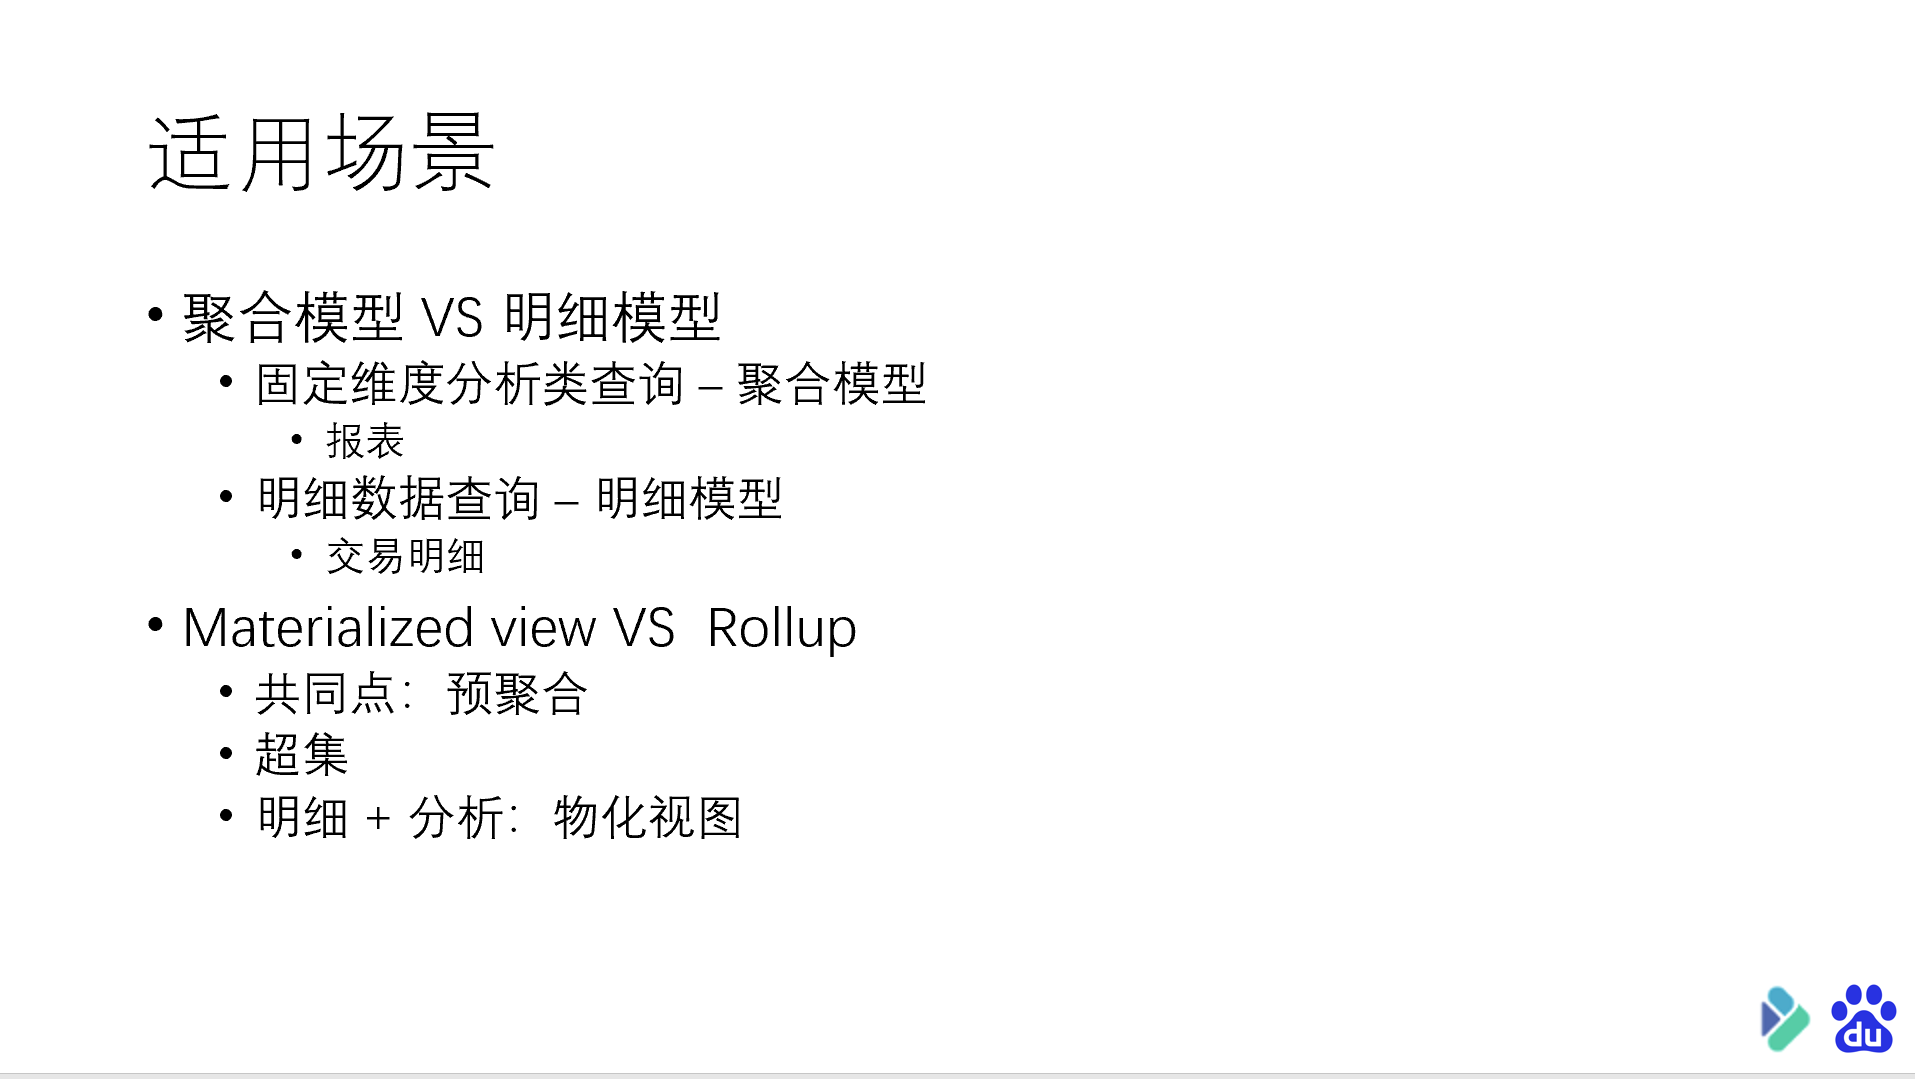 适用场景
• 聚合模型 VS 明细模型
• 固定维度分析类查询 – 聚合模型
• 报表
• 明细数据查询 – 明细模型
• 交易明细
• Materialized view VS  Rollup
• 共同点：预聚合
• 超集
• 明细 + 分析：物化视图
du